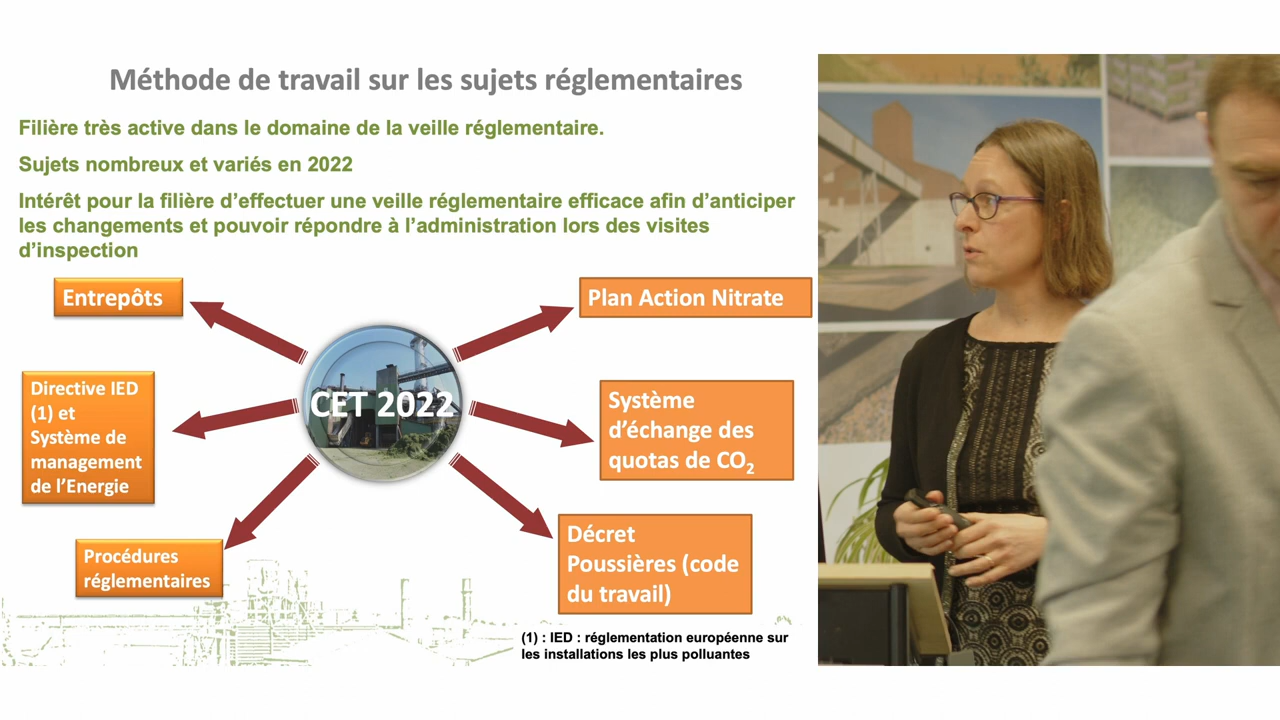 Méthode de travail sur les sujets réglementaires
Filière très active dans le domaine de la veille réglementaire.
Sujets nombreux et variés en 2022
Intérêt pour la filière d'effectuer une veille réglementaire efficace afin d'anticiper
les changements et pouvoir répondre à l'administration lors des visites
d'inspection
Entrepôts
Plan Action Nitrate
Directive IED
(1) et
Système de
management
de l'Energie
CET 2022
Système
d'échange des
quotas de CO₂
Procédures
réglementaires
Décret
Poussières (code
du travail)
(1) : IED : réglementation européenne sur
les installations les plus polluantes